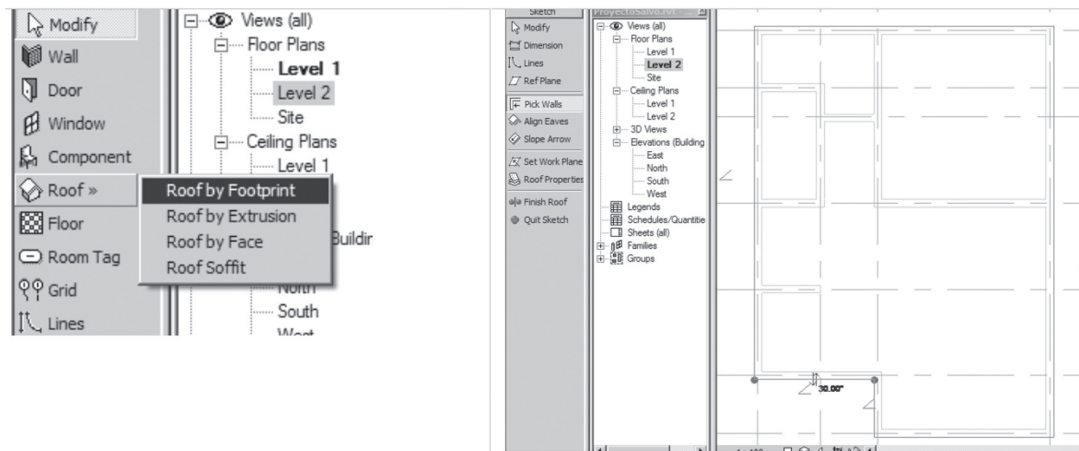 Modify
Wall
Door
Window
Component
Roof »
Floor
Room Tag
Grid
Lines
Roof by Footprint
Roof by Extrusion
Roof by Face
Roof Soffit
Views (all)
Floor Plans
Level 1
Level 2
Site
Ceiling Plans
Level 1
Buildir
North
South
West
Sketch
Modify
Dimension
Lines
Ref Plane
Pick Walls
Align Eaves
Slope Arrow
Set Work Plane
Roof Properties
Finish Roof
Quit Sketch
Views (all)
Floor Plans
Level 1
Level 2
Site
Ceiling Plans
Level 1
Level 2
3D Views
Elevations (Building
East
North
South
West
Legends
Schedules/Quantitie
Sheets (all)
Families
Groups
30.00°